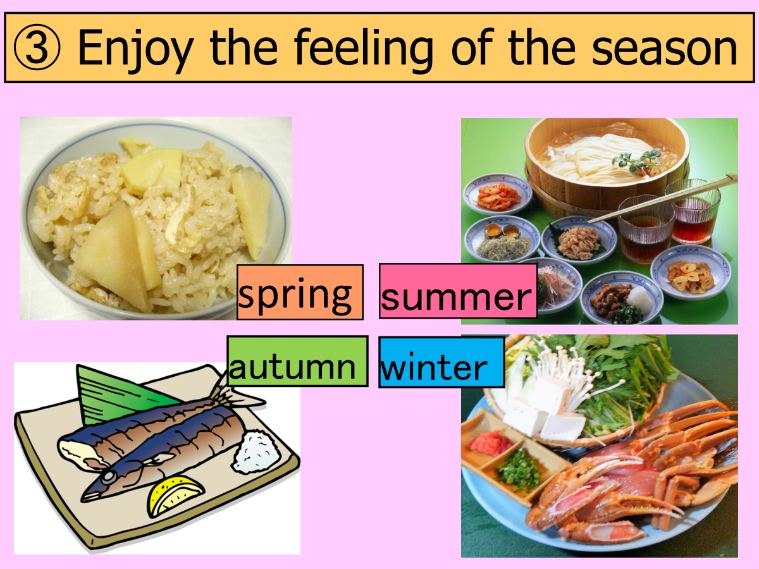 ③ Enjoy the feeling of the season
spring
summer
autumn
winter